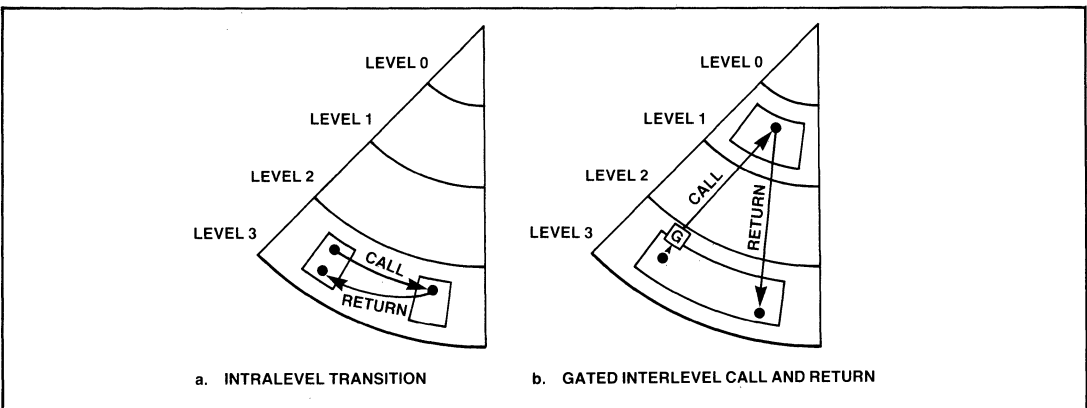 LEVEL 0
LEVEL 1
LEVEL 2
LEVEL 3
CALL
RETURN
a. INTRALEVEL TRANSITION
LEVEL 0
LEVEL 1
LEVEL 2
LEVEL 3
G
CALL
RETURN
b. GATED INTERLEVEL CALL AND RETURN